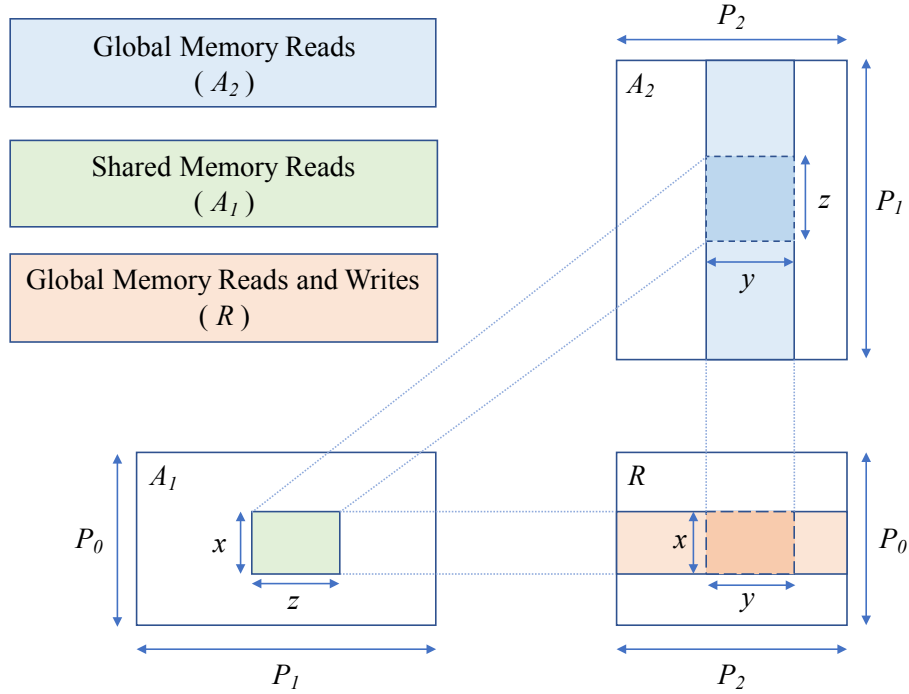 Global Memory Reads
( A₂ )
Shared Memory Reads
( A₁ )
Global Memory Reads and Writes
( R )
P₂
A₂
z
P₁
y
A₁
P₀
x
z
P₁
R
x
P₀
y
P₂